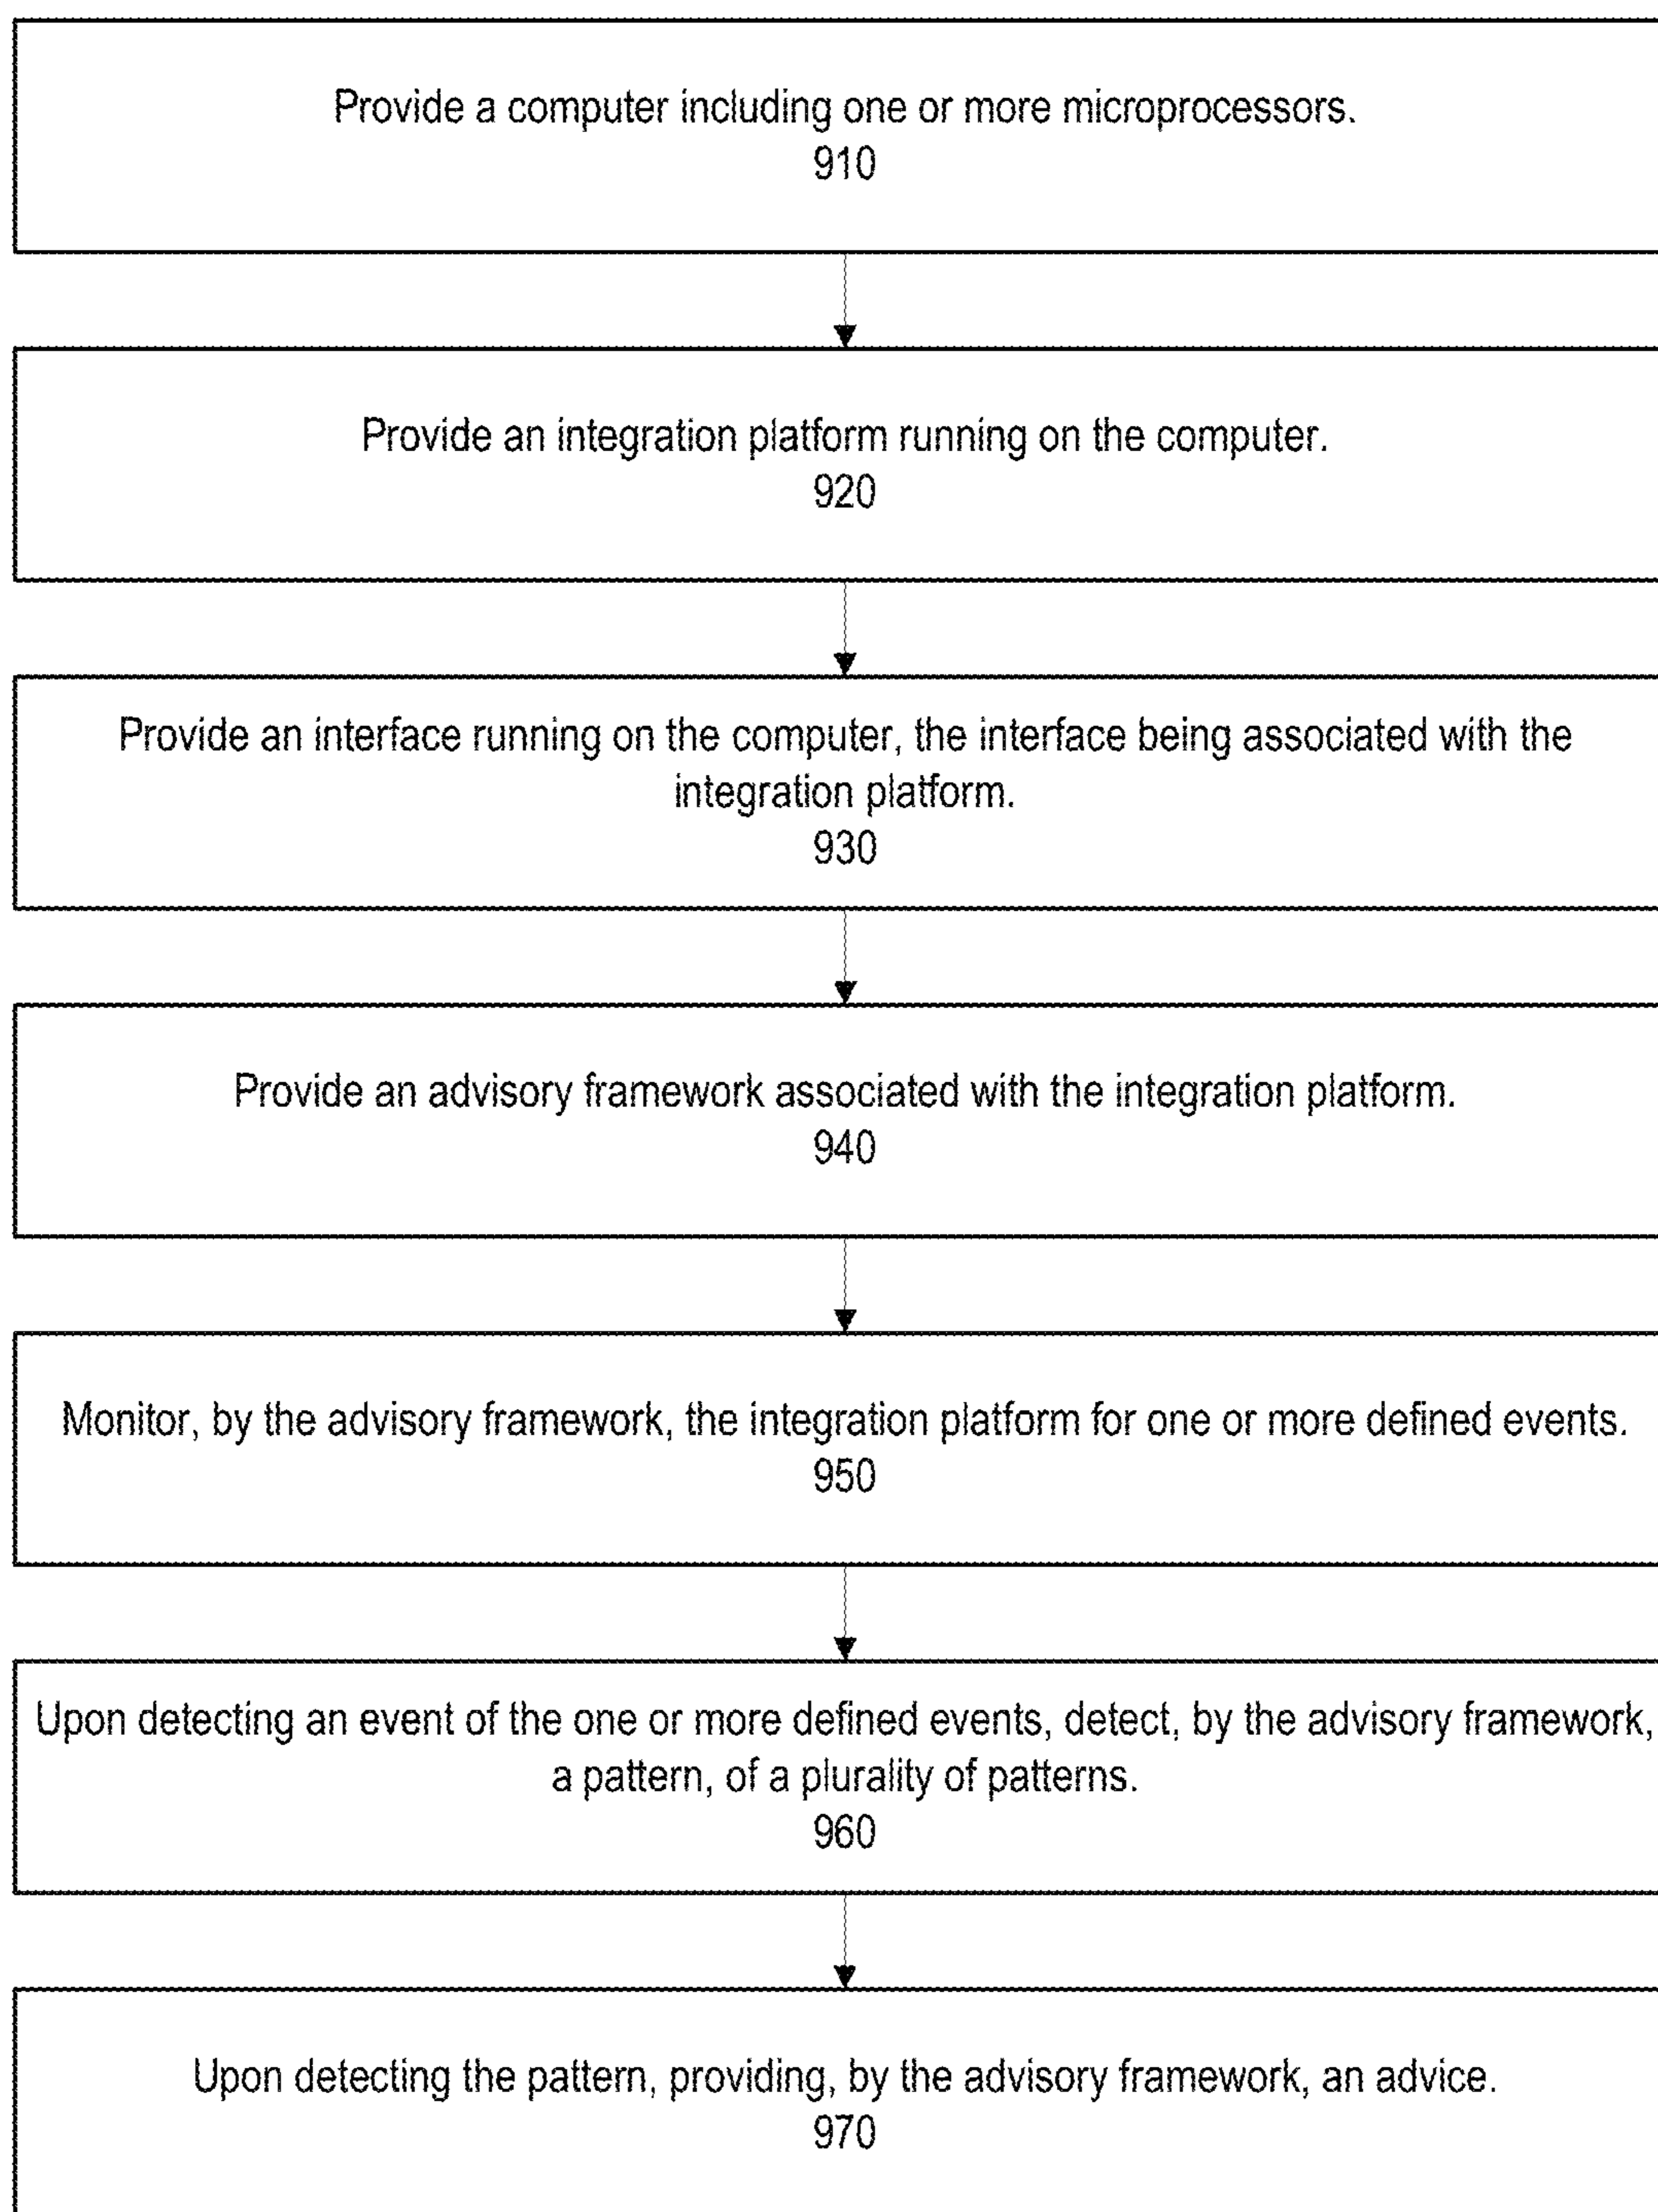 Provide a computer including one or more microprocessors.
910
Provide an integration platform running on the computer.
920
Provide an interface running on the computer, the interface being associated with the
integration platform.
930
Provide an advisory framework associated with the integration platform.
940
Monitor, by the advisory framework, the integration platform for one or more defined events.
950
Upon detecting an event of the one or more defined events, detect, by the advisory framework,
a pattern, of a plurality of patterns.
960
Upon detecting the pattern, providing, by the advisory framework, an advice.
970